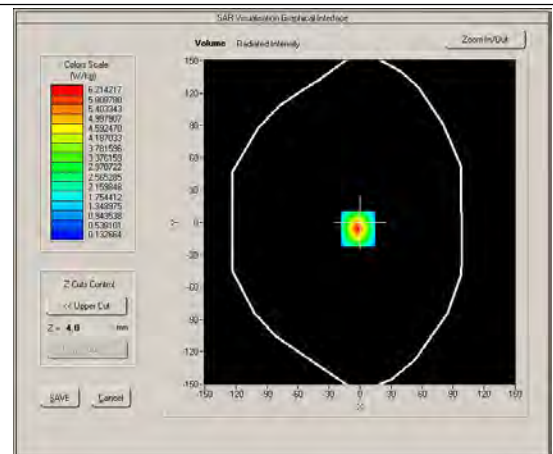 SAR Visualisation Graphical Interface
Volume Radiated Intensity
Zoom In/Out
Colors Scale
(W/kg)
6.214217
5.808780
5.403343
4.997907
4.592470
4.187033
3.781596
3.376159
2.970722
2.565285
2.159848
1.754412
1.348975
0.943538
0.538101
0.132664
Z Cuts Control
<< Upper Cut
Z = 4.0 mm
SAVE
Cancel
150-
120-
90-
30-
0-
-30-
-90-
-120-
-150-
Y
-150 -120 -90 -60 -30 0 30 60 90 120 150
X